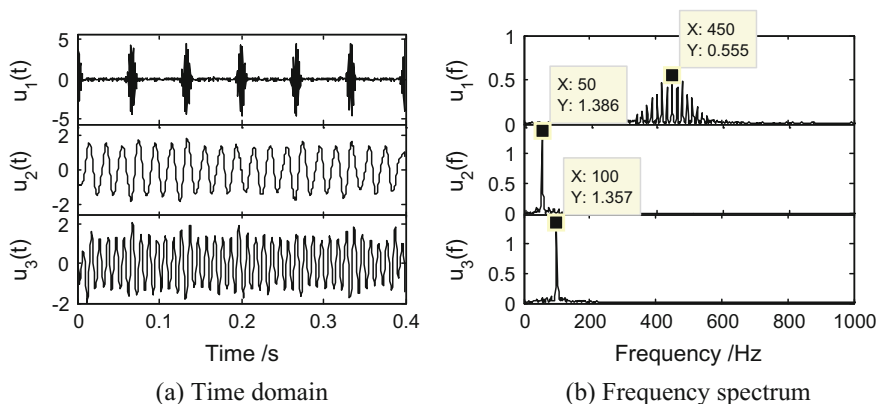 u1(t)
5
0
-5
u2(t)
2
0
-2
u3(t)
2
0
-2
0 0.1 0.2 0.3 0.4
Time /s
(a) Time domain
u1(f)
1
0.5
0
X: 450
Y: 0.555
X: 50
Y: 1.386
u2(f)
1
0.5
0
X: 100
Y: 1.357
u3(f)
1
0.5
0
0 200 400 600 800 1000
Frequency /Hz
(b) Frequency spectrum